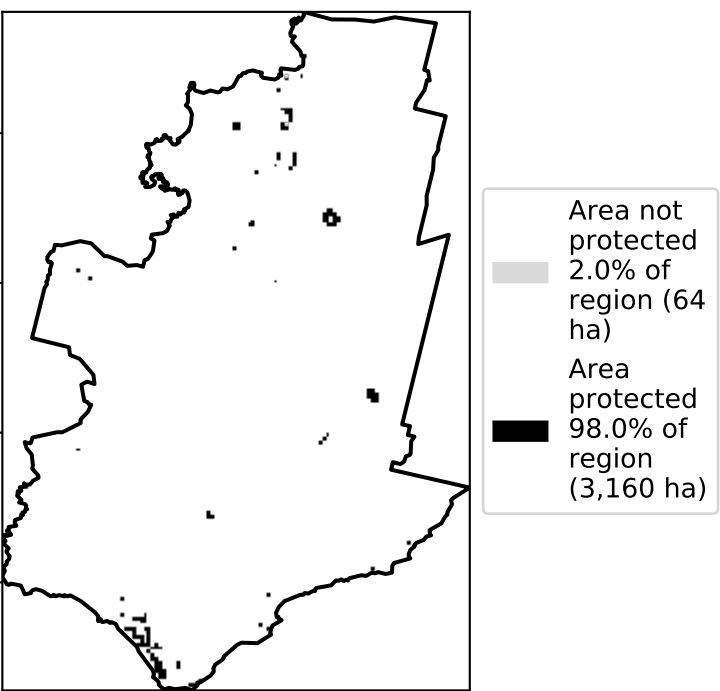 Area not
protected
2.0% of
region (64
ha)
Area
protected
98.0% of
region
(3,160 ha)